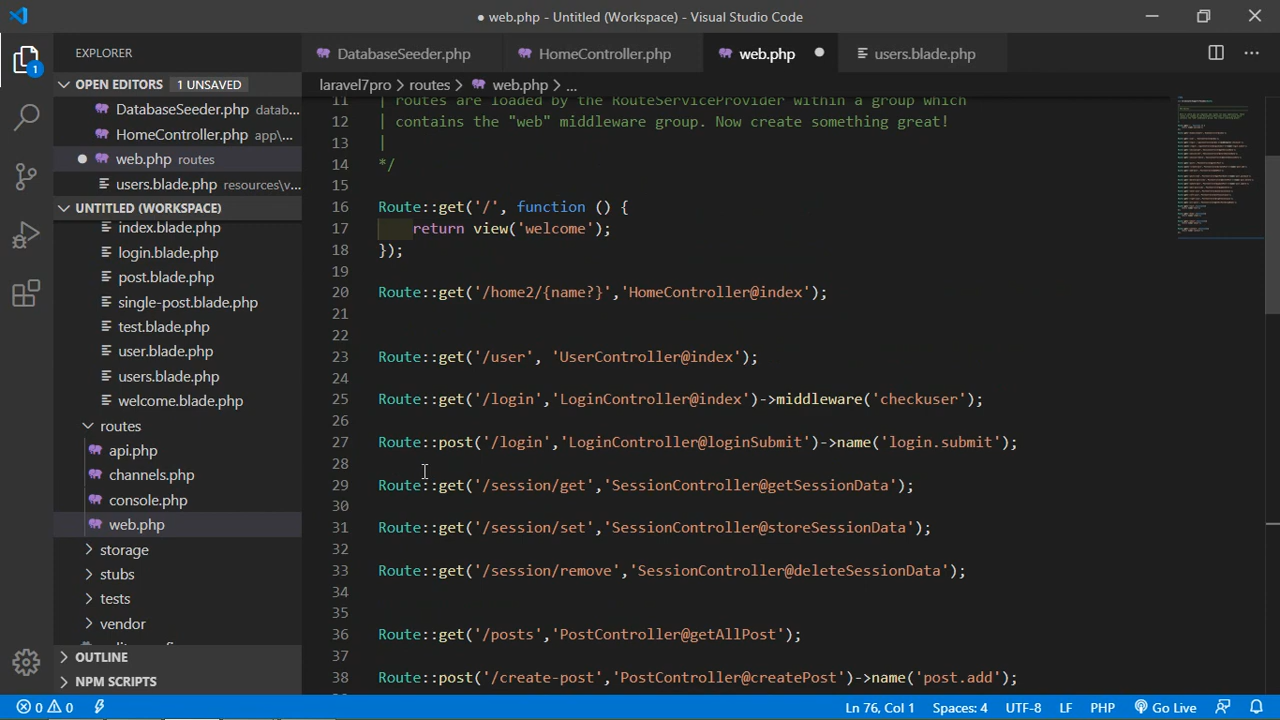 ● web.php - Untitled (Workspace) - Visual Studio Code
EXPLORER
DatabaseSeeder.php
HomeController.php
web.php
users.blade.php
OPEN EDITORS 1 UNSAVED
laravel7pro > routes > web.php > ...
DatabaseSeeder.php datab...
HomeController.php app\...
web.php routes
users.blade.php resources\v...
UNTITLED (WORKSPACE)
index.blade.php
login.blade.php
post.blade.php
single-post.blade.php
test.blade.php
user.blade.php
users.blade.php
welcome.blade.php
routes
api.php
channels.php
console.php
web.php
storage
stubs
tests
vendor
OUTLINE
NPM SCRIPTS
1
11 | routes are loaded by the RouteServiceProvider within a group which
12 | contains the "web" middleware group. Now create something great!
13 |
14 */
15
16 Route::get('/', function () {
17 return view('welcome');
18 });
19
20 Route::get('/home2/{name?}','HomeController@index');
21
22
23 Route::get('/user', 'UserController@index');
24
25 Route::get('/login','LoginController@index')->middleware('checkuser');
26
27 Route::post('/login','LoginController@loginSubmit')->name('login.submit');
28
29 Route::get('/session/get','SessionController@getSessionData');
30
31 Route::get('/session/set','SessionController@storeSessionData');
32
33 Route::get('/session/remove','SessionController@deleteSessionData');
34
35
36 Route::get('/posts','PostController@getAllPost');
37
38 Route::post('/create-post','PostController@createPost')->name('post.add');
0 0
Ln 76, Col 1
Spaces: 4
UTF-8
LF
PHP
Go Live